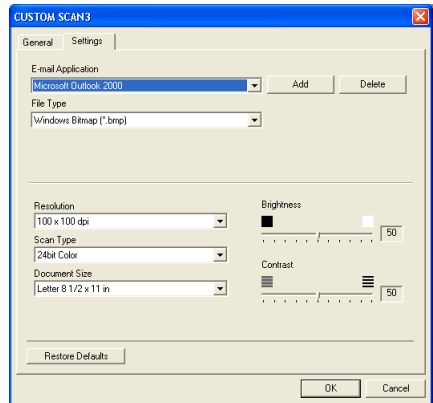 CUSTOM SCAN3
General Settings
E-mail Application
Microsoft Outlook 2000 Add Delete
File Type
Windows Bitmap (*.bmp)
Resolution Brightness
100 x 100 dpi 50
Scan Type
24bit Color
Contrast
Document Size
Letter 8 1/2 x 11 in 50
Restore Defaults
OK Cancel